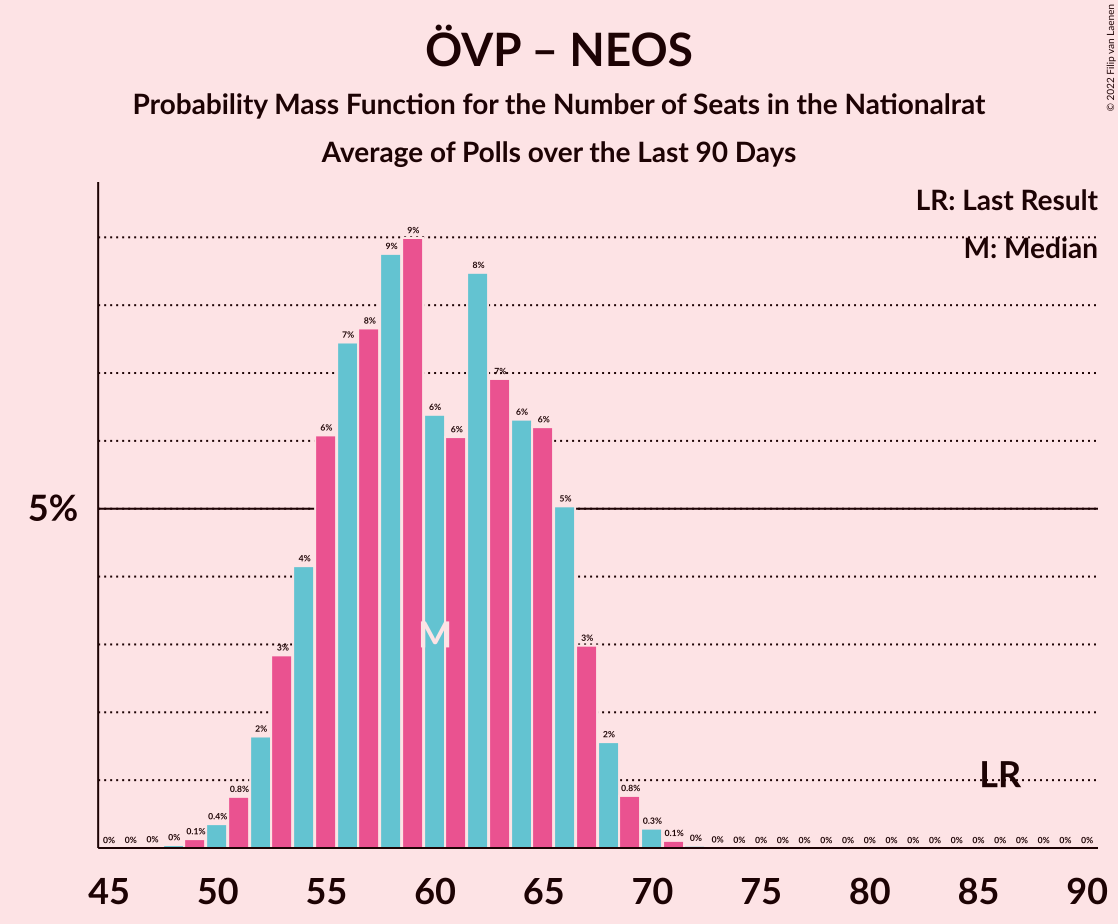 ÖVP – NEOS
Probability Mass Function for the Number of Seats in the Nationalrat
Average of Polls over the Last 90 Days
© 2022 Filip van Laenen
LR: Last Result
M: Median
5%
0% 0% 0% 0% 0.1% 0.4% 0.8% 2% 3% 4% 6% 7% 8% 9% 9% 6% 6% 8% 7% 6% 6% 5% 3% 2% 0.8% 0.3% 0.1% 0% 0% 0% 0% 0% 0% 0% 0% 0% 0% 0% 0% 0% 0% 0% 0% 0% 0% 0%
M
LR
45 50 55 60 65 70 75 80 85 90